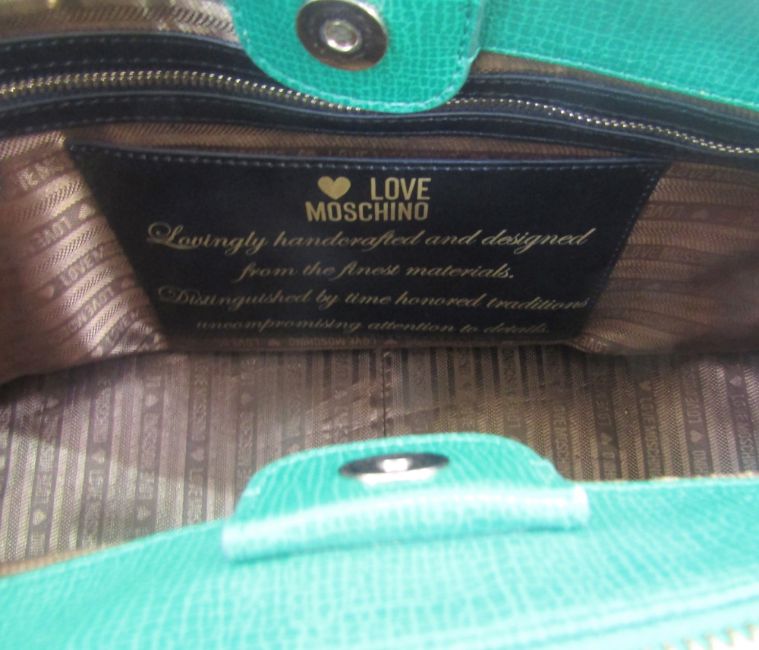 LOVE
MOSCHINO
Lovingly handcrafted and designed
from the finest materials.
Distinguished by time honored traditions
uncompromising attention to details.